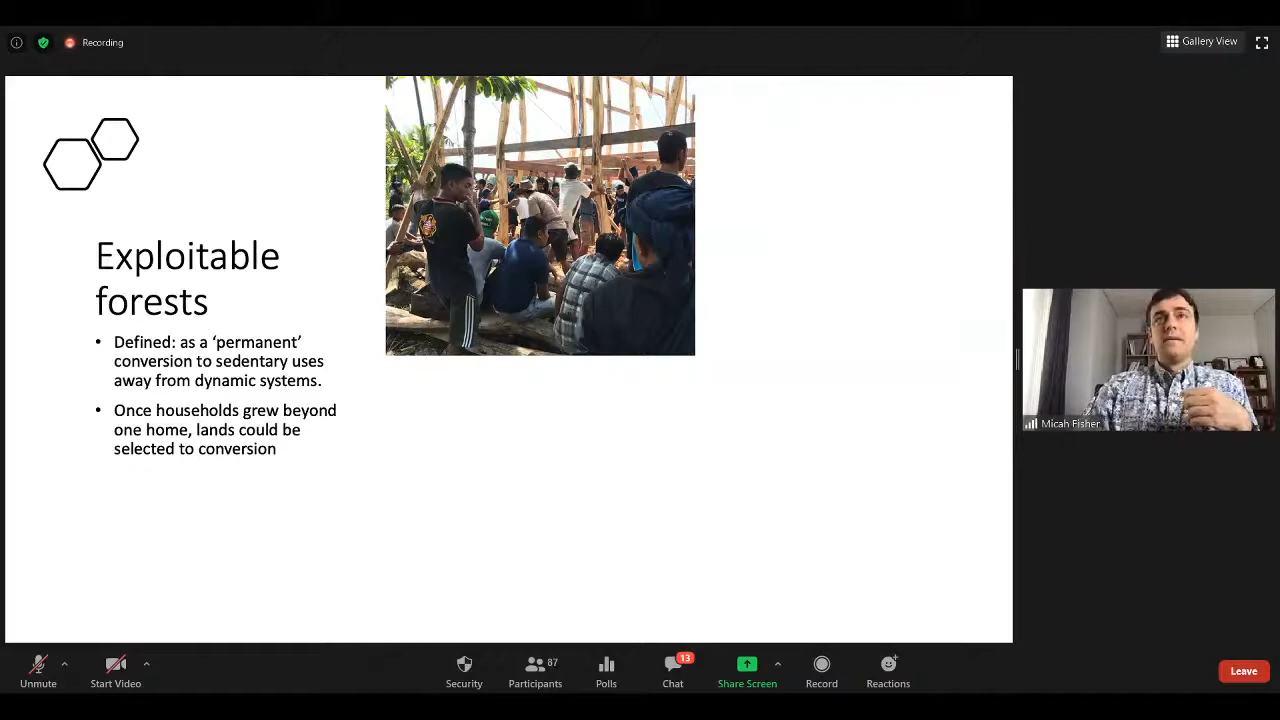 Recording
Gallery View
Exploitable
forests
• Defined: as a ‘permanent’
conversion to sedentary uses
away from dynamic systems.
• Once households grew beyond
one home, lands could be
selected to conversion
Micah Fisher
87
13
Unmute
Start Video
Security
Participants
Polls
Chat
Share Screen
Record
Reactions
Leave